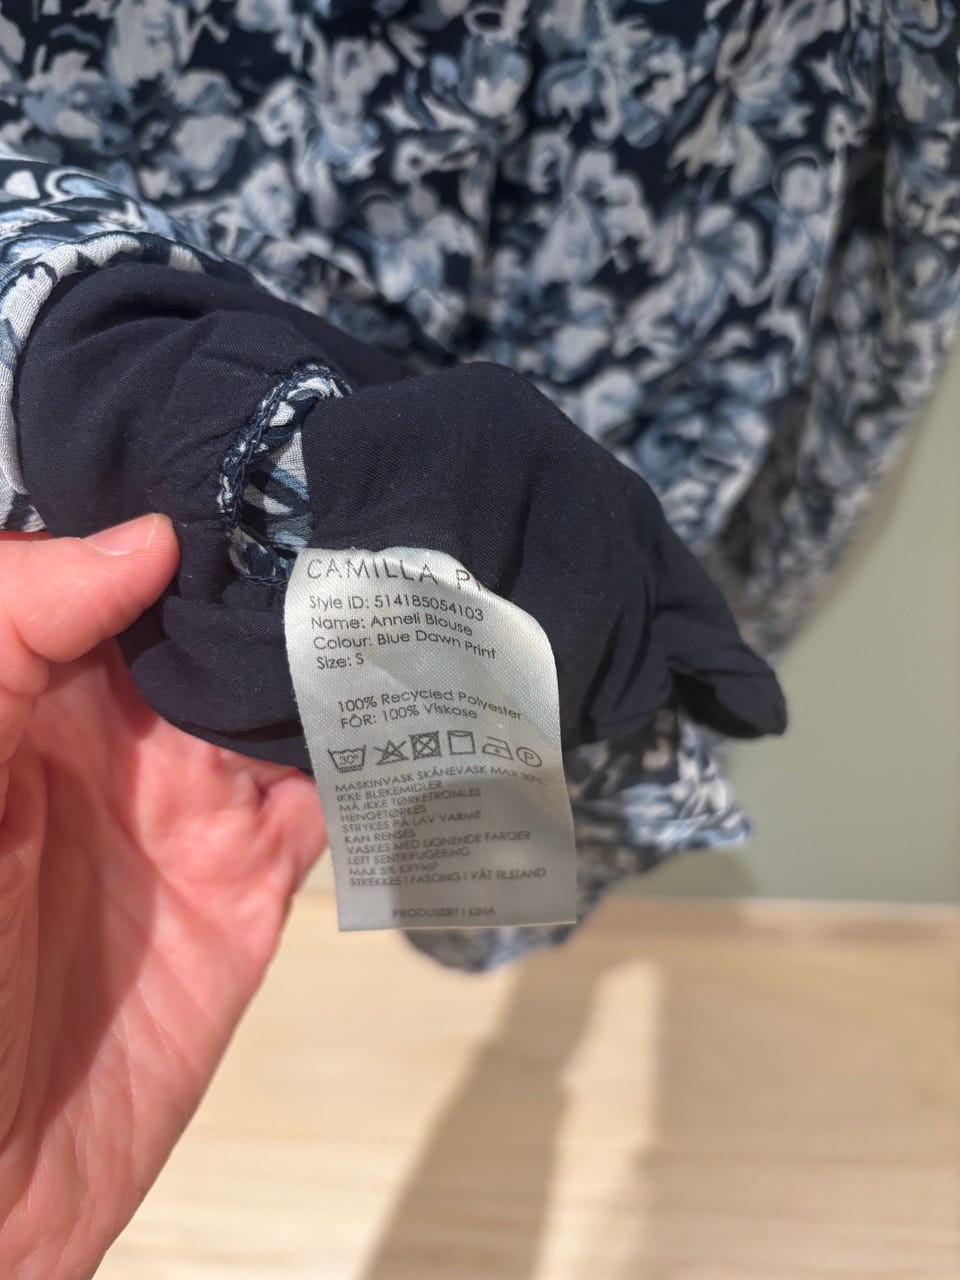 CAMILLA
Style ID: 514185054103
Name: Anneli Blouse
Colour: Blue Dawn Print
Size: S
100% Recycled Polyester
FÔR: 100% Viskose
30°
P
MASKINVASK SKÅNEVASK MAX 30°C
IKKE BLEKEMIDLER
MÅ IKKE TØRKETROMLES
HENGETØRKES
STRYKES PÅ LAV VARME
KAN RENSES
VASKES MED LIGNENDE FARGER
LETT SENTRIFUGERING
MAX 5% KRYMP
STREKKES I FASONG I VÅT TILSTAND
PRODUSERT I KINA